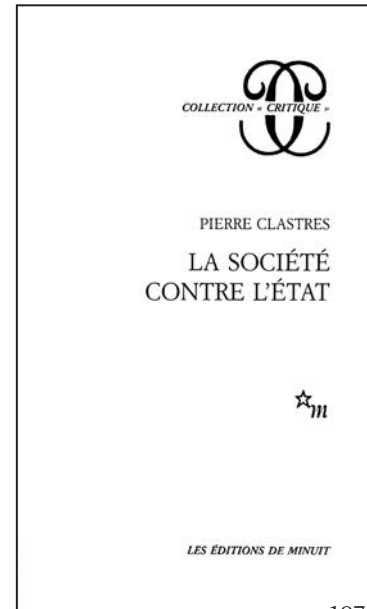 COLLECTION « CRITIQUE »
PIERRE CLASTRES
LA SOCIÉTÉ
CONTRE L'ÉTAT
m
LES ÉDITIONS DE MINUIT